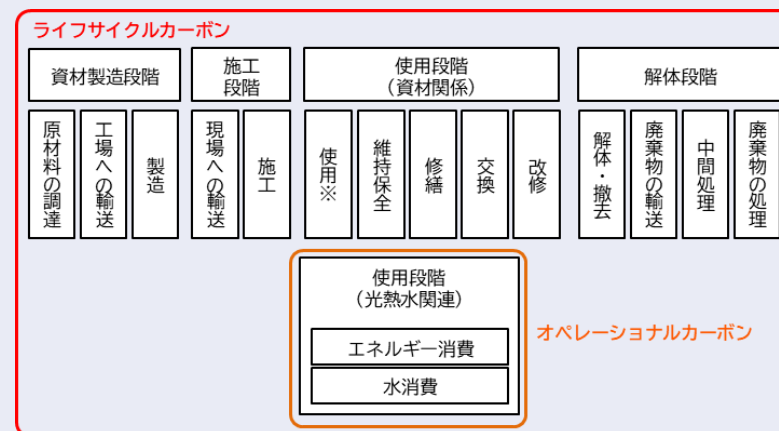 ライフサイクルカーボン
資材製造段階
施工
段階
使用段階
（資材関係）
解体段階
原材料の調達
工場への輸送
製造
現場への輸送
施工
使用※
維持保全
修繕
交換
改修
解体・撤去
廃棄物の輸送
中間処理
廃棄物の処理
使用段階
（光熱水関連）
エネルギー消費
水消費
オペレーショナルカーボン